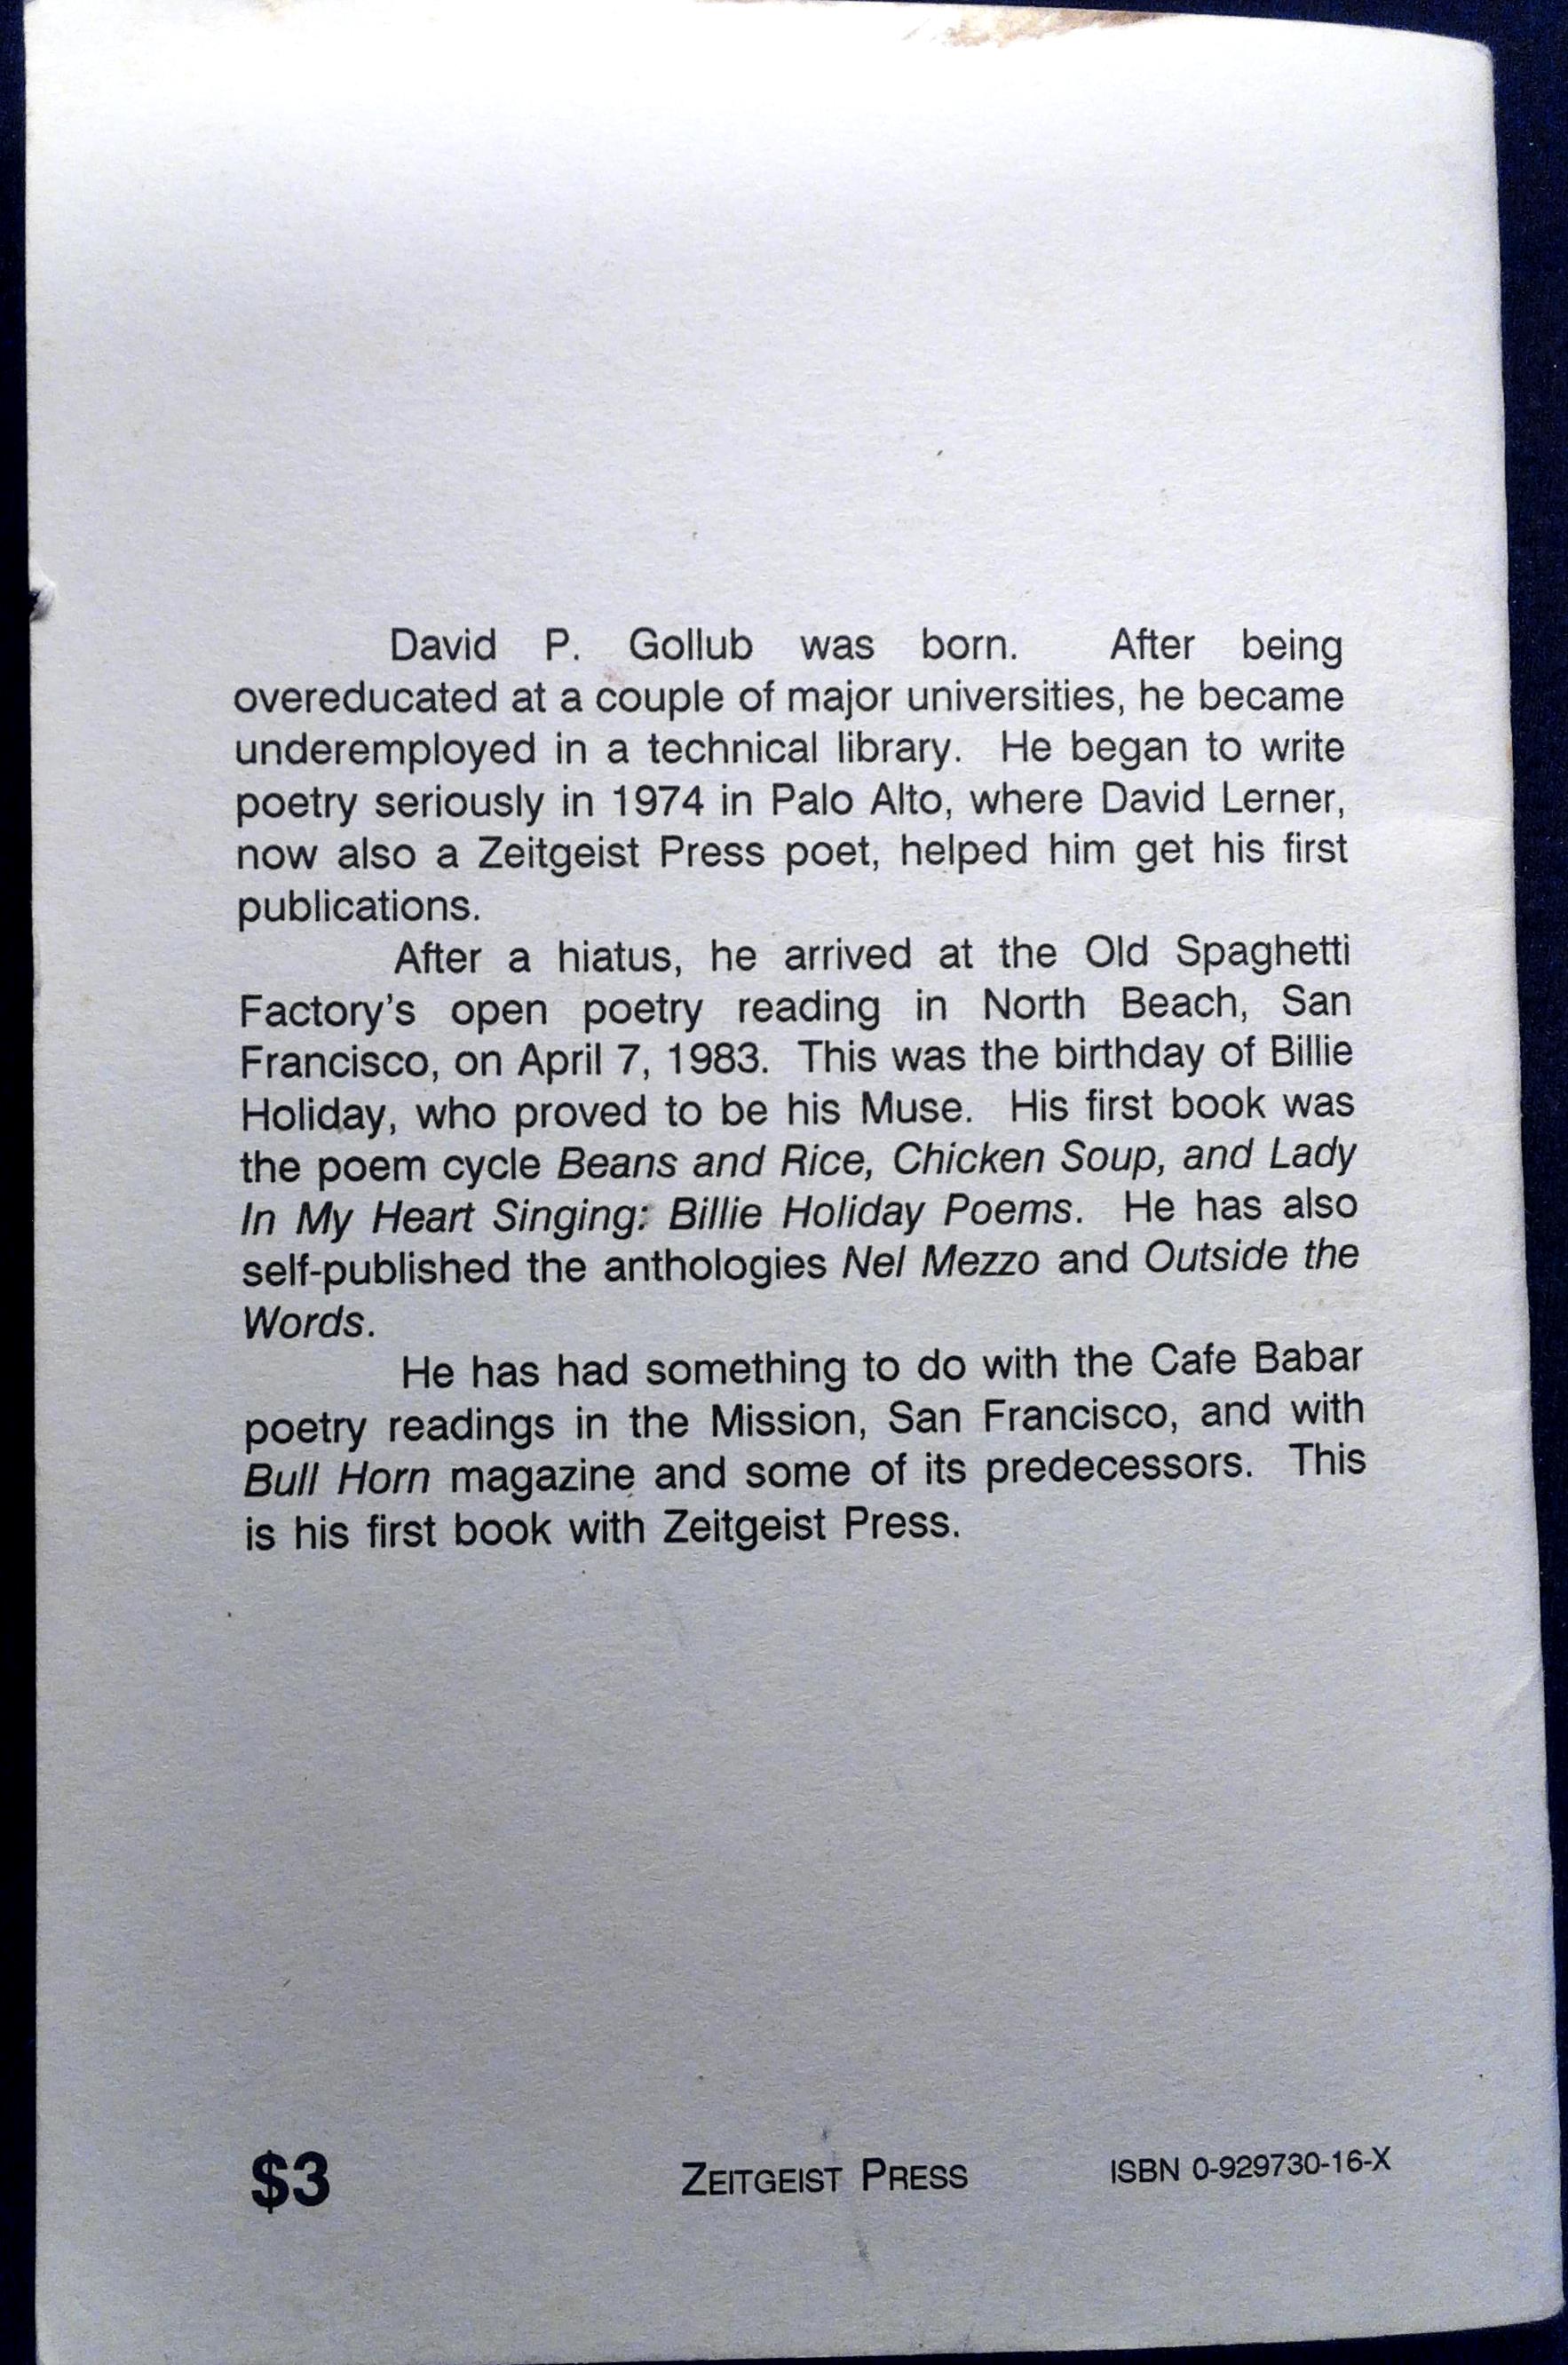 David P. Gollub was born. After being
overeducated at a couple of major universities, he became
underemployed in a technical library. He began to write
poetry seriously in 1974 in Palo Alto, where David Lerner,
now also a Zeitgeist Press poet, helped him get his first
publications.
After a hiatus, he arrived at the Old Spaghetti
Factory's open poetry reading in North Beach, San
Francisco, on April 7, 1983. This was the birthday of Billie
Holiday, who proved to be his Muse. His first book was
the poem cycle Beans and Rice, Chicken Soup, and Lady
In My Heart Singing: Billie Holiday Poems. He has also
self-published the anthologies Nel Mezzo and Outside the
Words.
He has had something to do with the Cafe Babar
poetry readings in the Mission, San Francisco, and with
Bull Horn magazine and some of its predecessors. This
is his first book with Zeitgeist Press.
$3 ZEITGEIST PRESS ISBN 0-929730-16-X